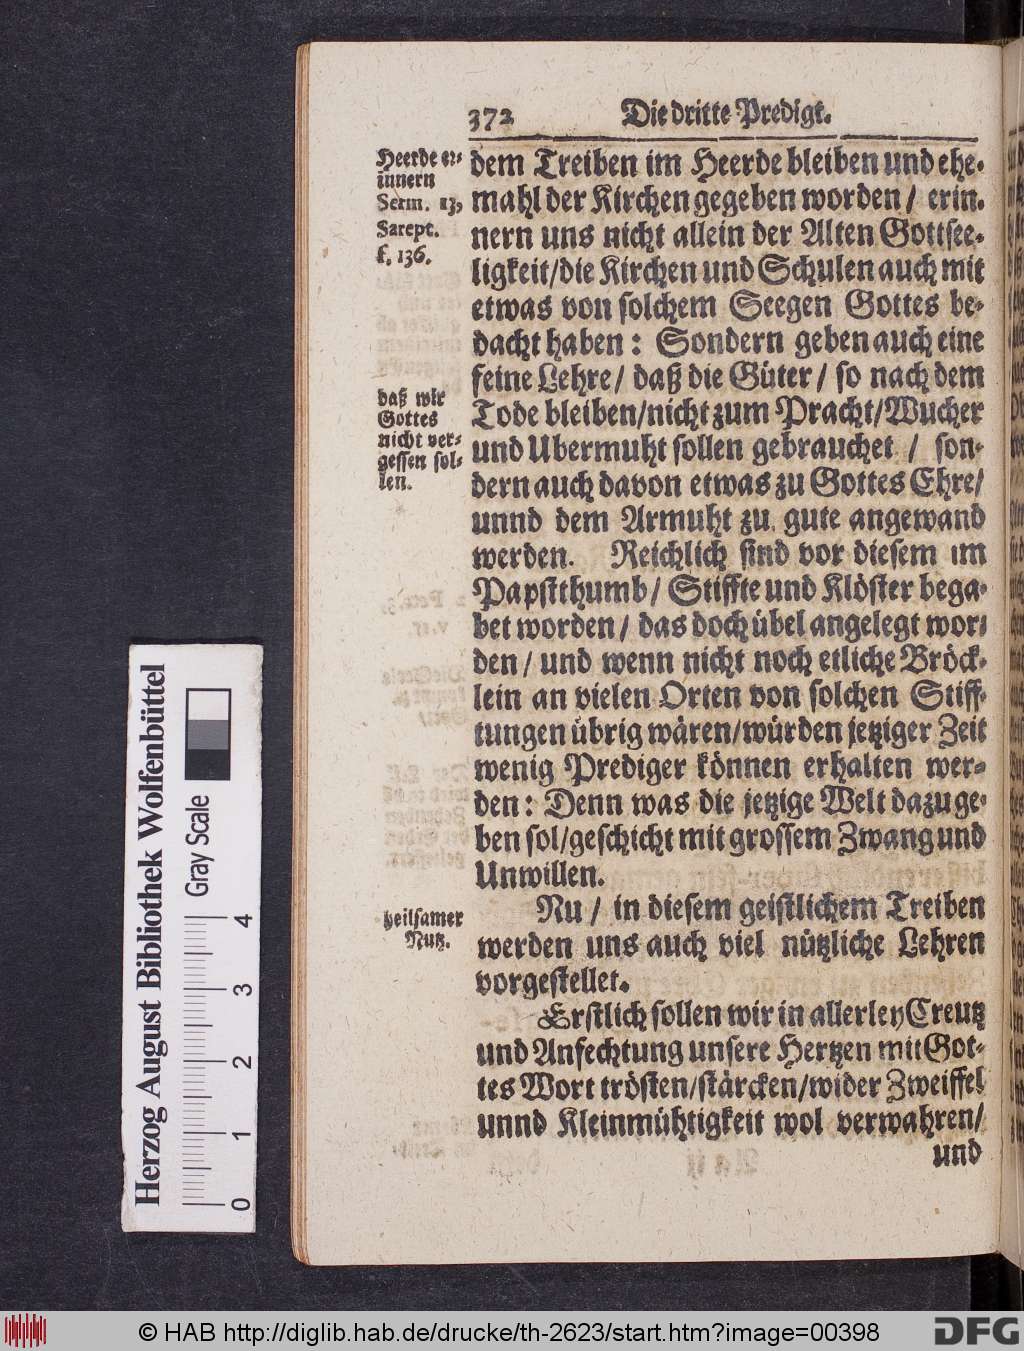 372 Die dritte Predigt.
Heerde er-
innern
Serm. 13,
Sarept.
f. 136.
dem Treiben im Heerde bleiben und ehe-
mahl der Kirchen gegeben worden / erin-
nern uns nicht allein der Alten Gottsee-
ligkeit/die Kirchen und Schulen auch mit
etwas von solchem Seegen Gottes be-
dacht haben: Sondern geben auch eine
feine Lehre/ daß die Güter/ so nach dem
daß wir
Gottes
nicht ver-
gessen sol-
len.
Tode bleiben/nicht zum Pracht/Wucher
und Ubermuht sollen gebrauchet / son-
dern auch davon etwas zu Gottes Ehre/
unnd dem Armuht zu gute angewand
werden. Reichlich sind vor diesem im
Papstthumb/ Stiffte und Klöster bega-
bet worden/ das doch übel angelegt wor-
den/ und wenn nicht noch etliche Bröck-
lein an vielen Orten von solchen Stiff-
tungen übrig wären/würden jetziger Zeit
wenig Prediger können erhalten wer-
den: Denn was die jetzige Welt dazu ge-
ben sol/geschicht mit grossem Zwang und
Unwillen.
heilsamer
Nutz.
Nu / in diesem geistlichem Treiben
werden uns auch viel nützliche Lehren
vorgestellet.
Erstlich sollen wir in allerley Creutz
und Anfechtung unsere Hertzen mit Got-
tes Wort trösten/stärcken/wider Zweiffel
unnd Kleinmühtigkeit wol verwahren/
und
Herzog August Bibliothek Wolfenbüttel
Gray Scale
0 1 2 3 4
© HAB http://diglib.hab.de/drucke/th-2623/start.htm?image=00398
DFG